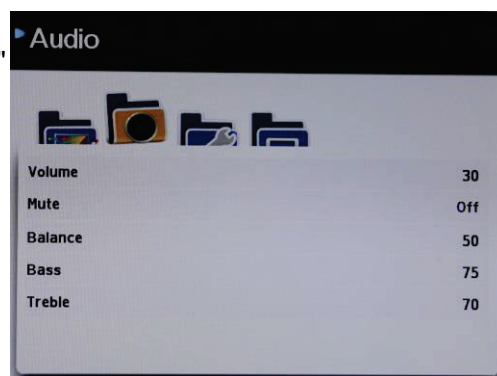 "
Audio
Volume 30
Mute Off
Balance 50
Bass 75
Treble 70